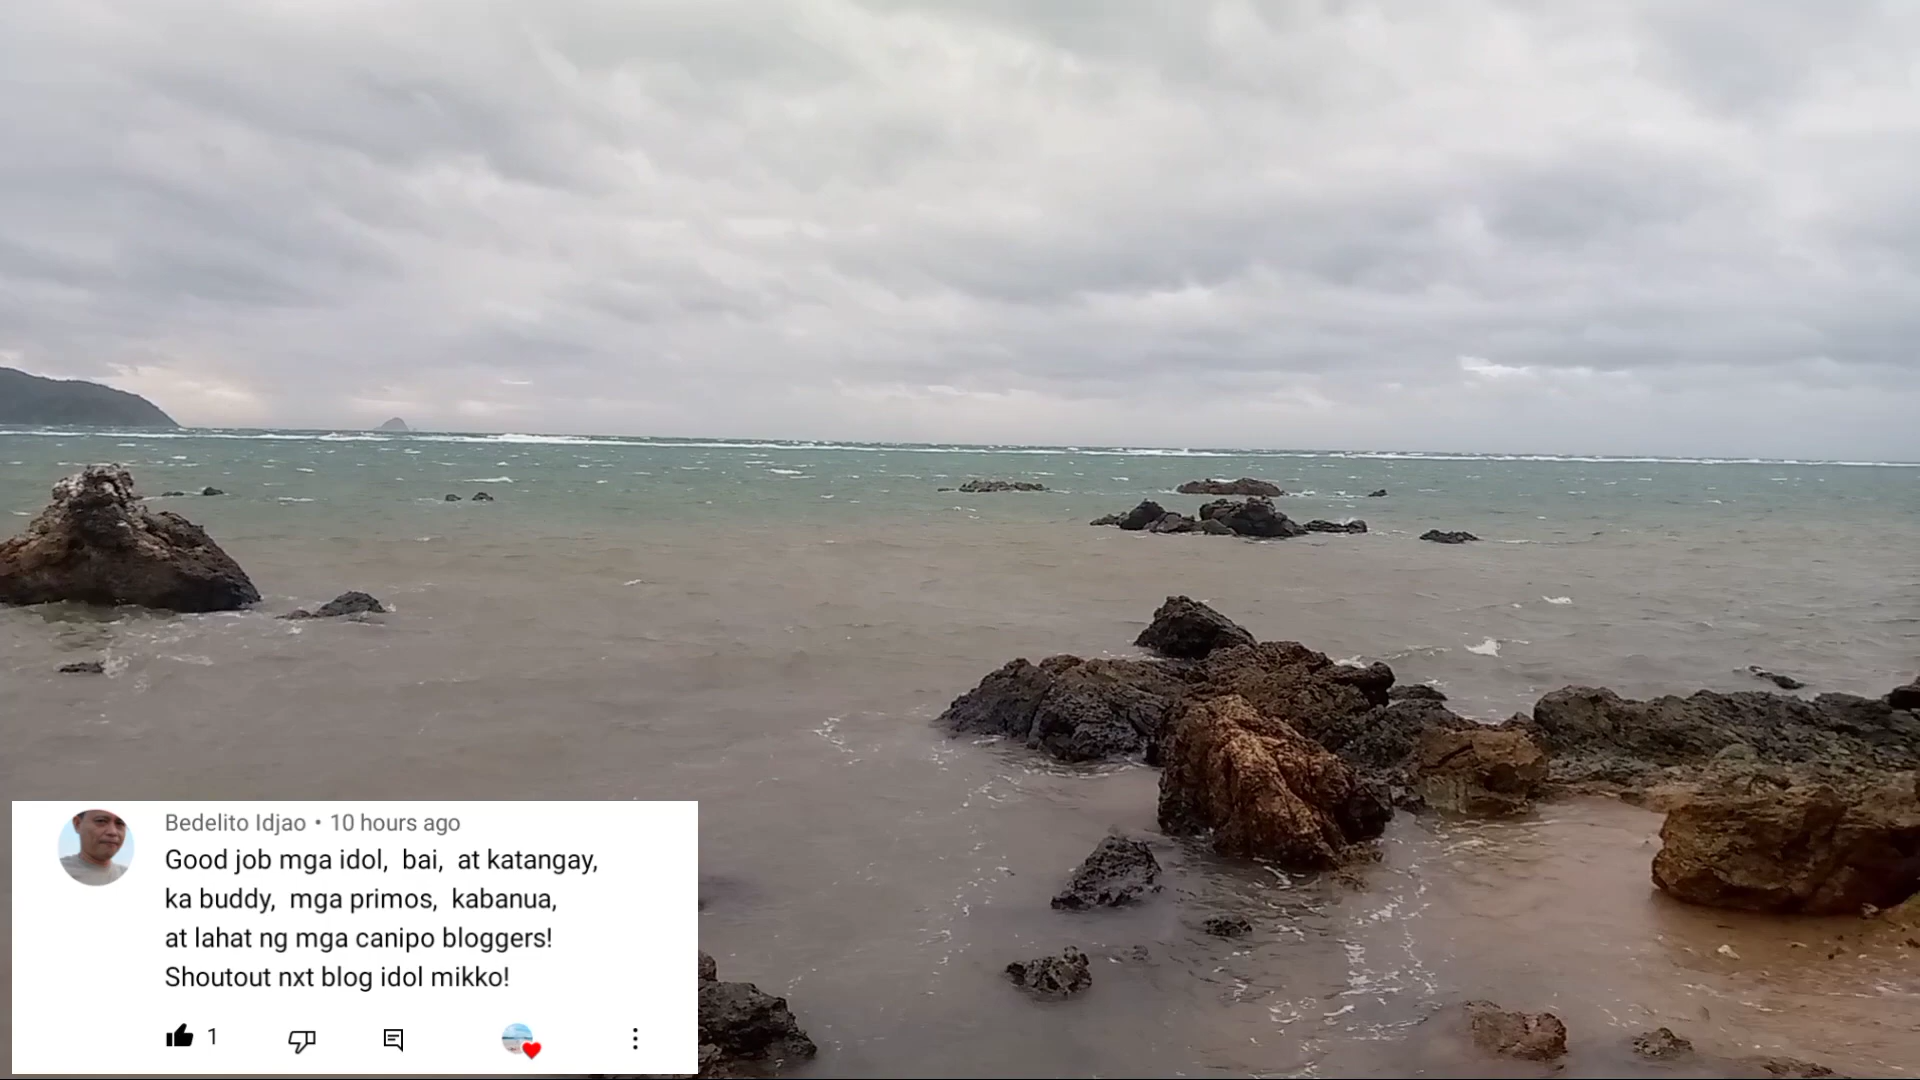 Bedelito Idjao • 10 hours ago
Good job mga idol, bai, at katangay,
ka buddy, mga primos, kabanua,
at lahat ng mga canipo bloggers!
Shoutout nxt blog idol mikko!
1